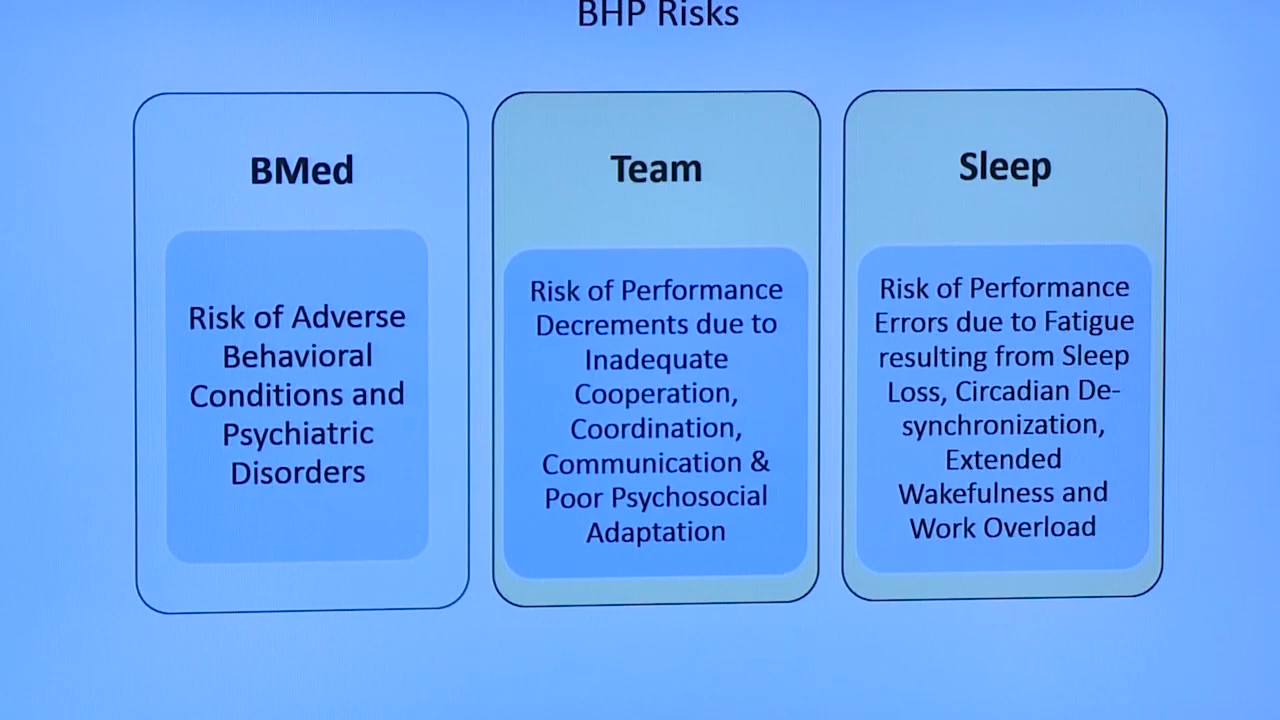 BHP Risks
BMed
Risk of Adverse
Behavioral
Conditions and
Psychiatric
Disorders
Team
Risk of Performance
Decrements due to
Inadequate
Cooperation,
Coordination,
Communication &
Poor Psychosocial
Adaptation
Sleep
Risk of Performance
Errors due to Fatigue
resulting from Sleep
Loss, Circadian De-
synchronization,
Extended
Wakefulness and
Work Overload